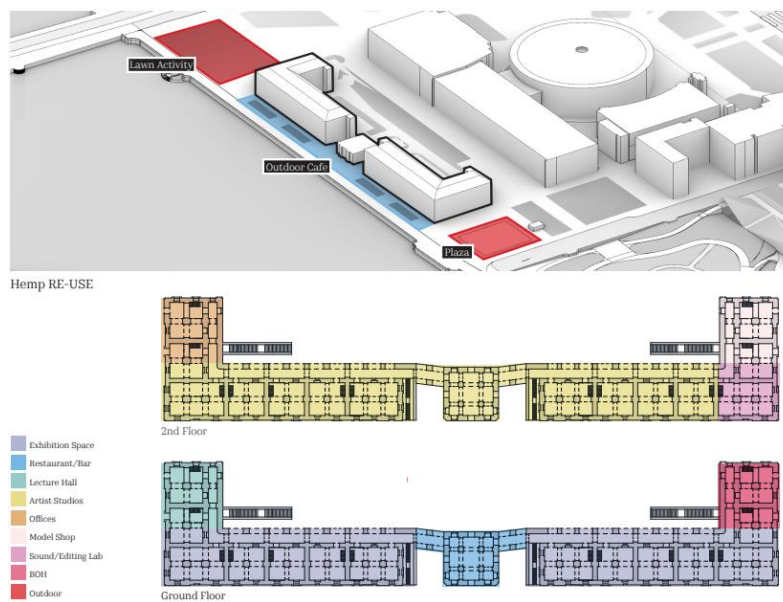 Lawn Activity
Outdoor Cafe
Plaza
Hemp RE-USE
2nd Floor
Exhibition Space
Restaurant/Bar
Lecture Hall
Artist Studios
Offices
Model Shop
Sound/Editing Lab
BOH
Outdoor
Ground Floor